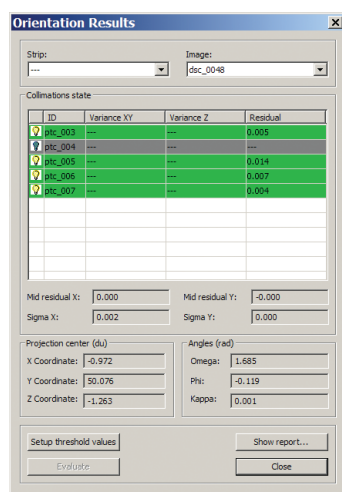 Orientation Results
Strip: Image:
--- dsc_0048
Collimations state
ID Variance XY Variance Z Residual
ptc_003 --- --- 0.005
ptc_004 --- --- ---
ptc_005 --- --- 0.014
ptc_006 --- --- 0.007
ptc_007 --- --- 0.004
Mid residual X: 0.000 Mid residual Y: -0.000
Sigma X: 0.002 Sigma Y: 0.000
Projection center (du) Angles (rad)
X Coordinate: -0.972 Omega: 1.685
Y Coordinate: 50.076 Phi: -0.119
Z Coordinate: -1.263 Kappa: 0.001
Setup threshold values Show report...
Evaluate Close